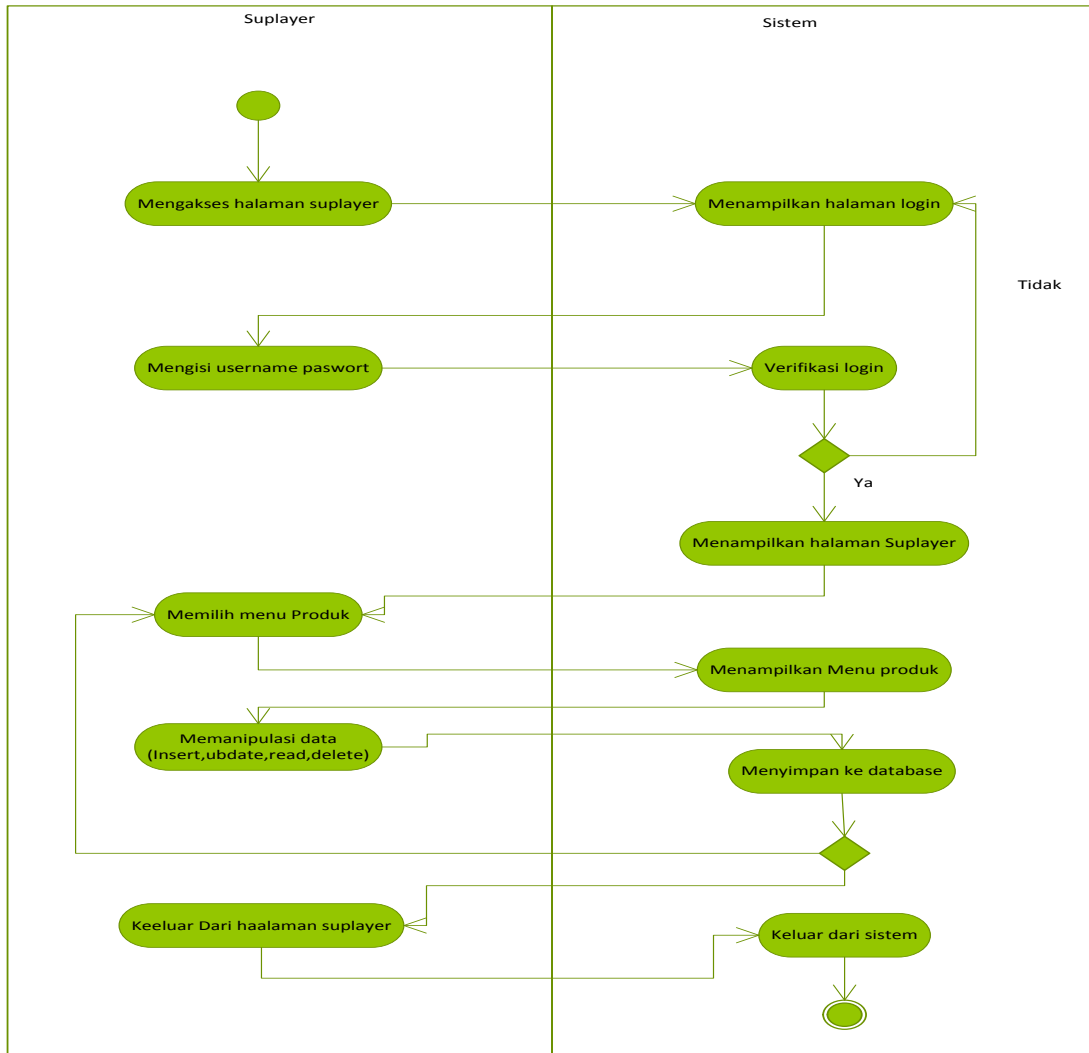 Suplayer
Sistem
Mengakses halaman suplayer
Menampilkan halaman login
Tidak
Mengisi username paswort
Verifikasi login
Ya
Menampilkan halaman Suplayer
Memilih menu Produk
Menampilkan Menu produk
Memanipulasi data
(Insert,ubdate,read,delete)
Menyimpan ke database
Keeluar Dari haalaman suplayer
Keluar dari sistem